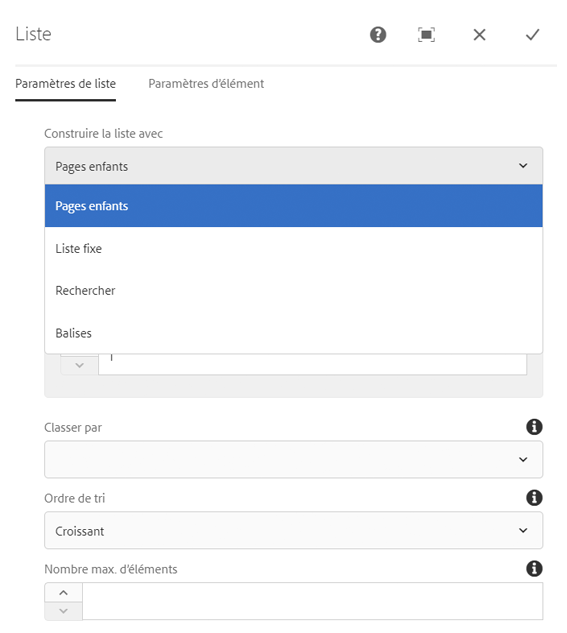 Liste
Paramètres de liste
Paramètres d’élément
Construire la liste avec
Pages enfants
Pages enfants
Liste fixe
Rechercher
Balises
Classer par
Ordre de tri
Croissant
Nombre max. d’éléments